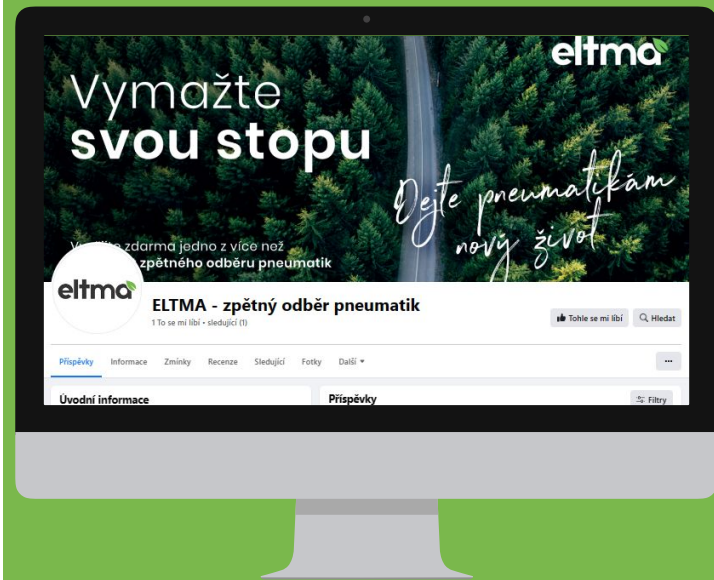 eltma
Vymažte
svou stopu
Dejte pneumatikám
nový život
zdarma jedno z více než
zpětného odběru pneumatik
eltma
ELTMA - zpětný odběr pneumatik
1 To se mi líbí • sledující (1)
Tohle se mi líbí
Hledat
Příspěvky Informace Zmínky Recenze Sledující Fotky Další
...
Úvodní informace
Příspěvky
Filtry